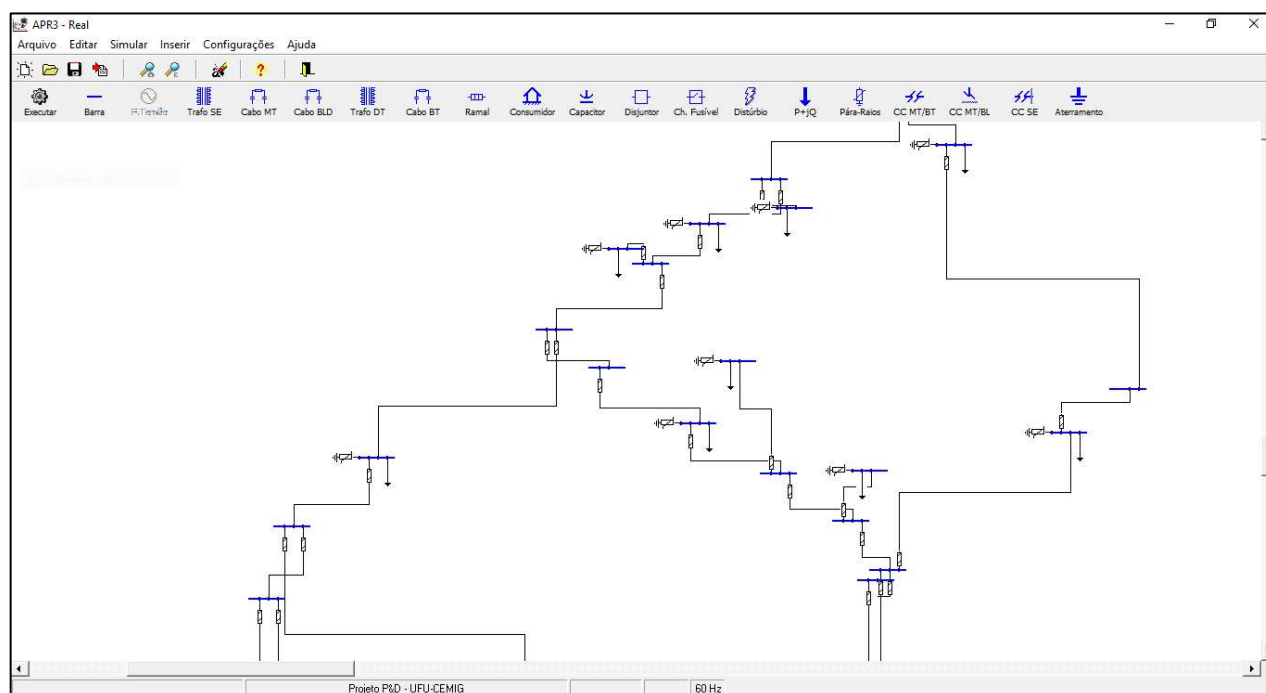 APR3 - Real
Arquivo Editar Simular Inserir Configurações Ajuda
Executar Barra F.Tensão Trafo SE Cabo MT Cabo BLD Trafo DT Cabo BT Ramal Consumidor Capacitor Disjuntor Ch. Fusível Distúrbio P+jQ Pára-Raios CC MT/BT CC MT/BL CC SE Aterramento
Projeto P&D - UFU-CEMIG 60 Hz